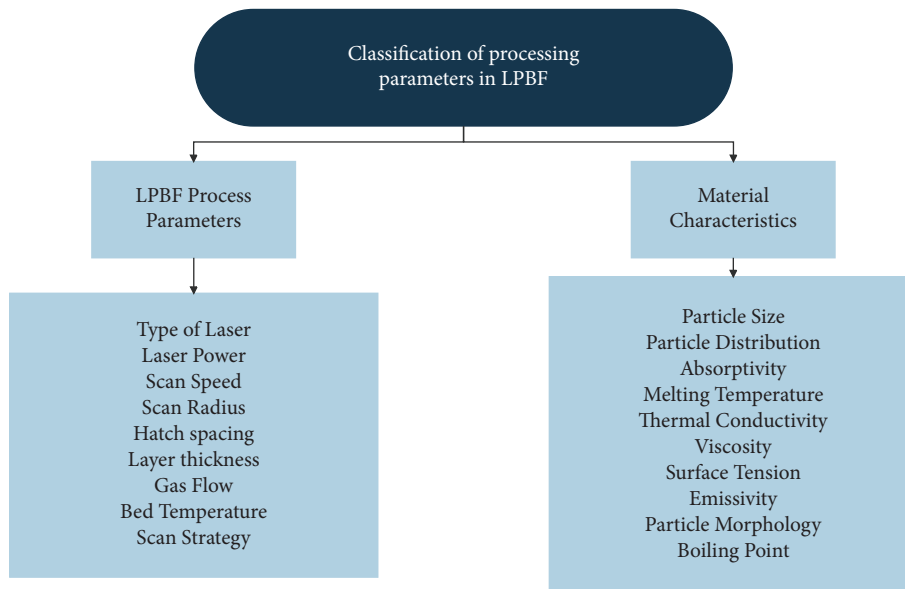 Classification of processing
parameters in LPBF
LPBF Process
Parameters
Material
Characteristics
Type of Laser
Laser Power
Scan Speed
Scan Radius
Hatch spacing
Layer thickness
Gas Flow
Bed Temperature
Scan Strategy
Particle Size
Particle Distribution
Absorptivity
Melting Temperature
Thermal Conductivity
Viscosity
Surface Tension
Emissivity
Particle Morphology
Boiling Point